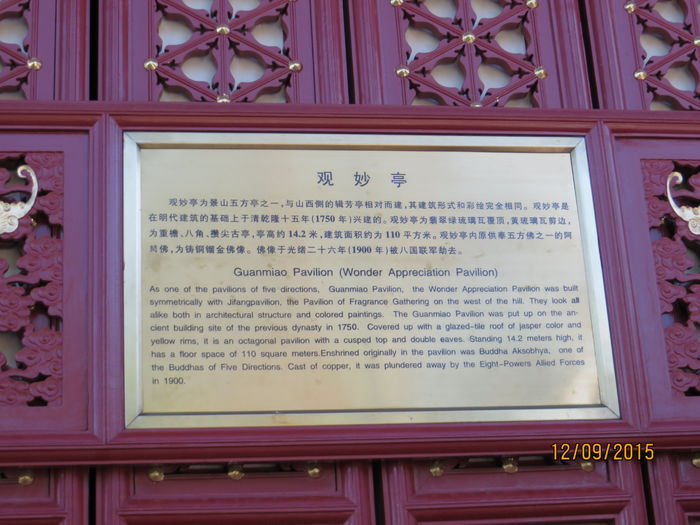 观 妙 亭
观妙亭为景山五方亭之一，与山西侧的辑芳亭相对而建，其建筑形式和彩绘完全相同。观妙亭是
在明代建筑的基础上于清乾隆十五年(1750 年)兴建的。观妙亭为翡翠绿琉璃瓦覆顶，黄琉璃瓦剪边，
为重檐、八角、攒尖古亭，亭高约 14.2 米，建筑面积约为 110 平方米。观妙亭内原供奉五方佛之一的阿
閦佛，为铸铜镏金佛像。佛像于光绪二十六年(1900 年)被八国联军劫去。
Guanmiao Pavilion (Wonder Appreciation Pavilion)
As one of the pavilions of five directions, Guanmiao Pavilion, the Wonder Appreciation Pavilion was built
symmetrically with Jifangpavilion, the Pavilion of Fragrance Gathering on the west of the hill. They look all
alike both in architectural structure and colored paintings. The Guanmiao Pavilion was put up on the an-
cient building site of the previous dynasty in 1750. Covered up with a glazed-tile roof of jasper color and
yellow rims, it is an octagonal pavilion with a cusped top and double eaves. Standing 14.2 meters high, it
has a floor space of 110 square meters.Enshrined originally in the pavilion was Buddha Aksobhya, one of
the Buddhas of Five Directions. Cast of copper, it was plundered away by the Eight-Powers Allied Forces
in 1900.
12/09/2015